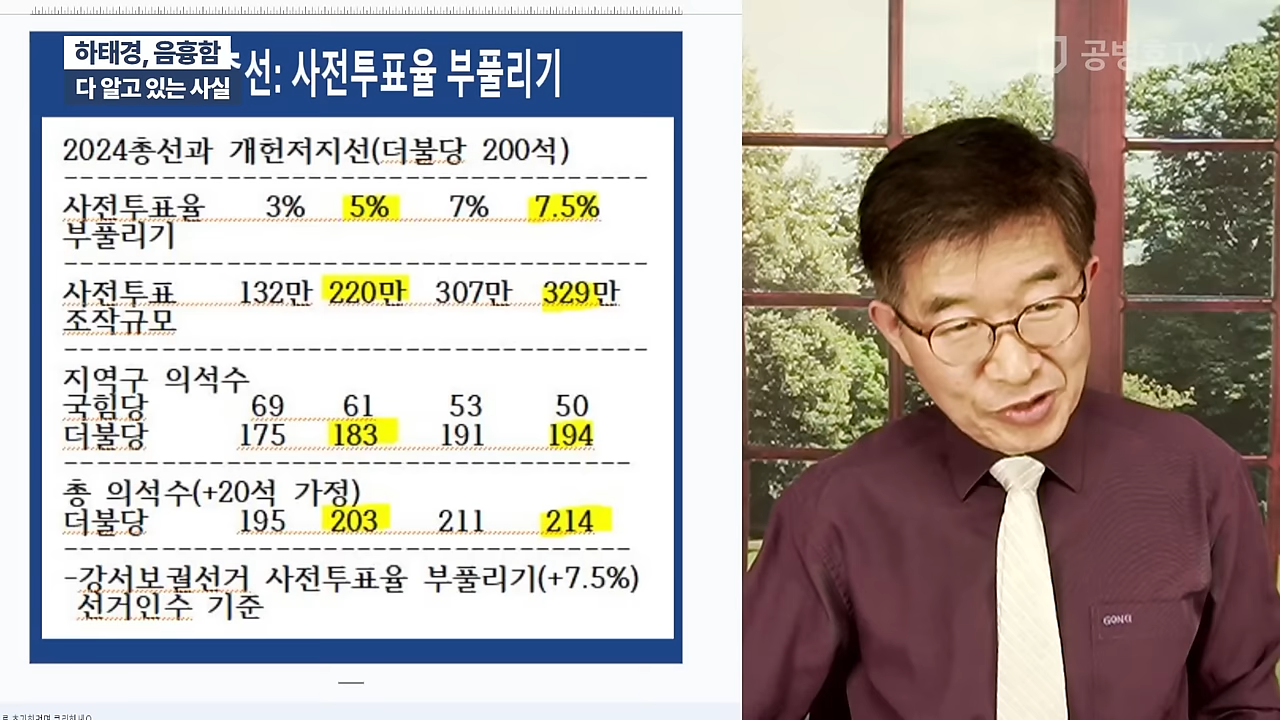 하태경, 음흉함
다 알고 있는 사실
선: 사전투표율 부풀리기
공병호TV
2024총선과 개헌저지선(더불당 200석)
사전투표율 3% 5% 7% 7.5%
부풀리기
사전투표 132만 220만 307만 329만
조작규모
지역구 의석수
국힘당 69 61 53 50
더불당 175 183 191 194
총 의석수(+20석 가정)
더불당 195 203 211 214
-강서보궐선거 사전투표율 부풀리기(+7.5%)
선거인수 기준
GONG